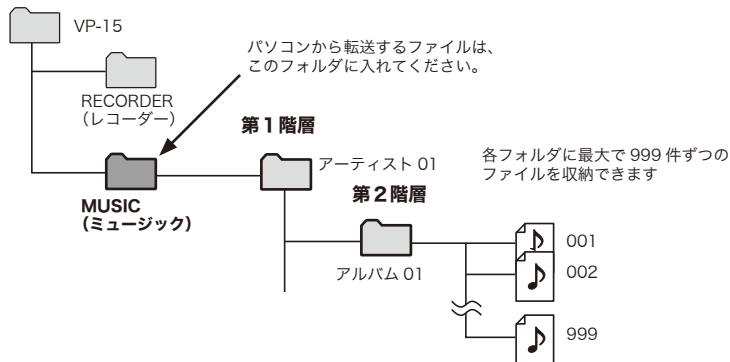 VP-15
パソコンから転送するファイルは、
このフォルダに入れてください。
RECORDER
（レコーダー）
第1階層
アーティスト 01
各フォルダに最大で 999 件ずつの
ファイルを収納できます
MUSIC
（ミュージック）
第2階層
アルバム 01
001
002
999